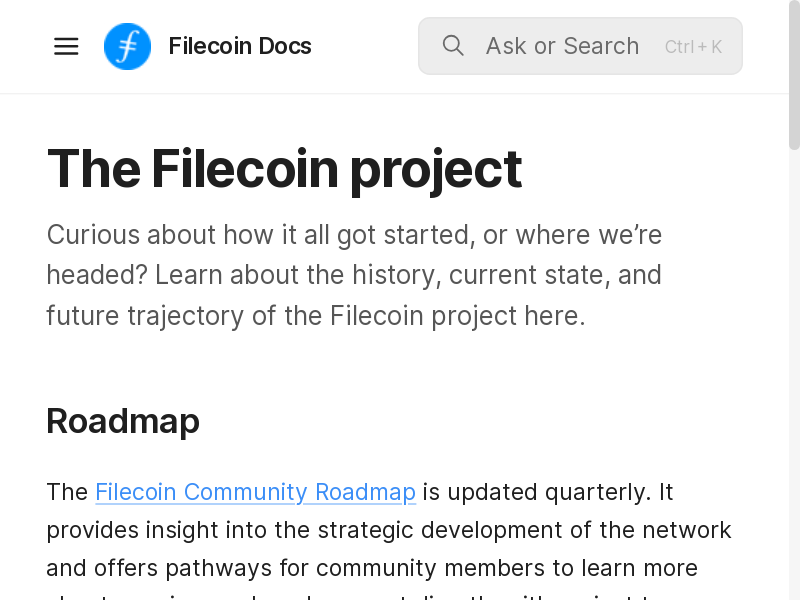 Filecoin Docs
Ask or Search
Ctrl + K
The Filecoin project
Curious about how it all got started, or where we’re
headed? Learn about the history, current state, and
future trajectory of the Filecoin project here.
Roadmap
The Filecoin Community Roadmap is updated quarterly. It
provides insight into the strategic development of the network
and offers pathways for community members to learn more